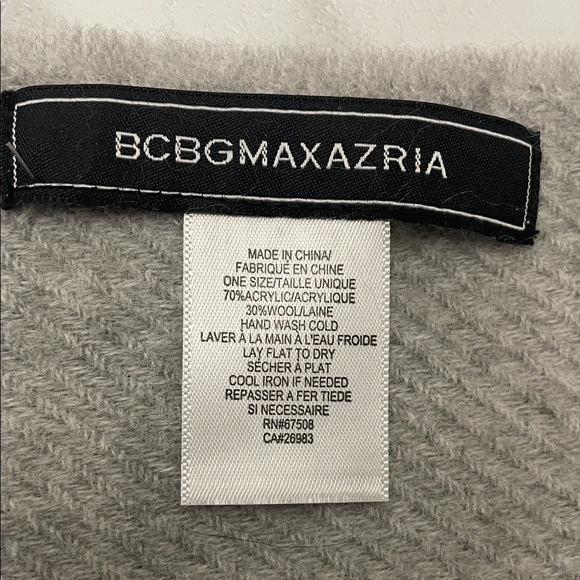 BCBGMAXAZRIA
MADE IN CHINA/
FABRIQUÉ EN CHINE
ONE SIZE/TAILLE UNIQUE
70%ACRYLIC/ACRYLIQUE
30%WOOL/LAINE
HAND WASH COLD
LAVER À LA MAIN À L'EAU FROIDE
LAY FLAT TO DRY
SÉCHER À PLAT
COOL IRON IF NEEDED
REPASSER À FER TIEDE
SI NECESSAIRE
RN#67508
CA#26983